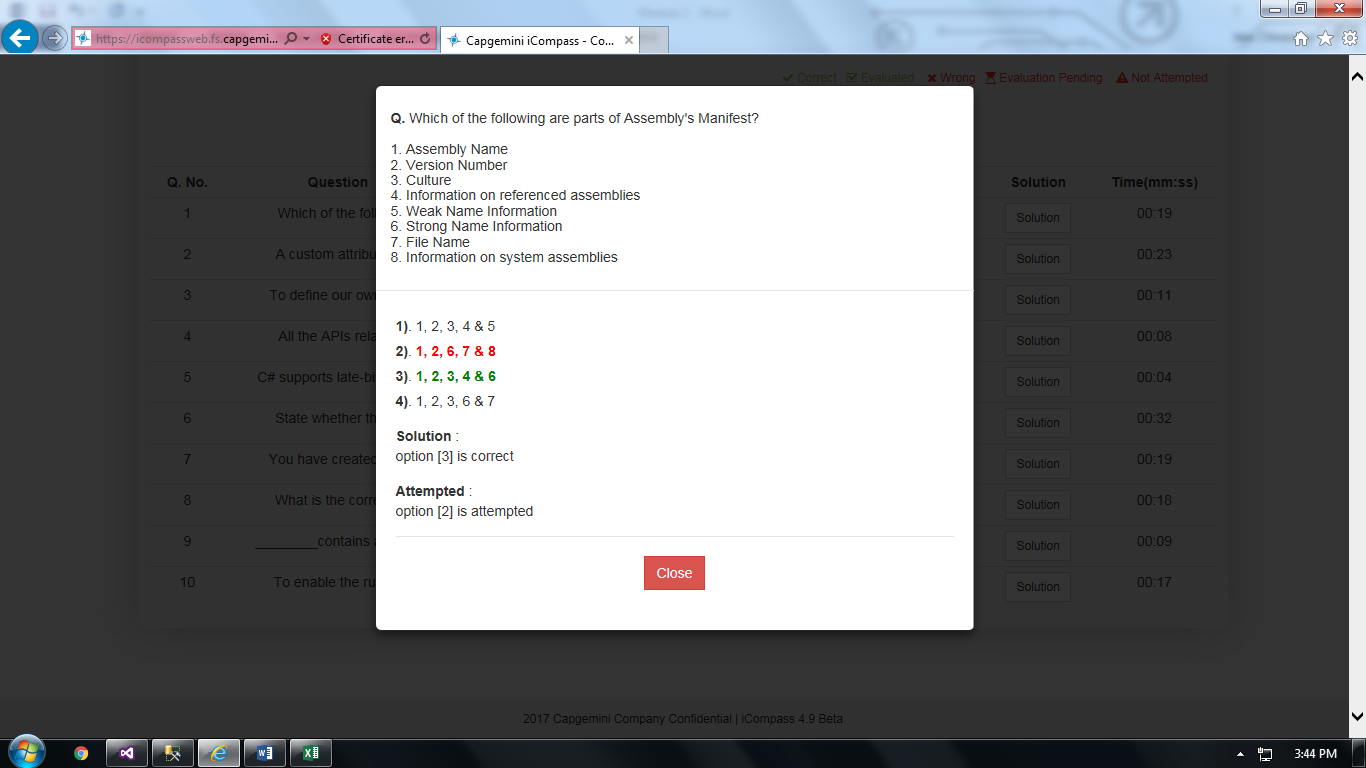 https://icompassweb.fs.capgemi... Certificate er... Capgemini iCompass - Co...
Correct Evaluated Wrong Evaluation Pending Not Attempted
Q. Which of the following are parts of Assembly's Manifest?
1. Assembly Name
2. Version Number
3. Culture
4. Information on referenced assemblies
5. Weak Name Information
6. Strong Name Information
7. File Name
8. Information on system assemblies
1). 1, 2, 3, 4 & 5
2). 1, 2, 6, 7 & 8
3). 1, 2, 3, 4 & 6
4). 1, 2, 3, 6 & 7
Solution :
option [3] is correct
Attempted :
option [2] is attempted
Close
Q. No. Question Solution Time(mm:ss)
1 Which of the foll Solution 00:19
2 A custom attribu Solution 00:23
3 To define our ow Solution 00:11
4 All the APIs rela Solution 00:08
5 C# supports late-bi Solution 00:04
6 State whether th Solution 00:32
7 You have created Solution 00:19
8 What is the corre Solution 00:18
9 ________contains a Solution 00:09
10 To enable the ru Solution 00:17
2017 Capgemini Company Confidential | iCompass 4.9 Beta
3:44 PM